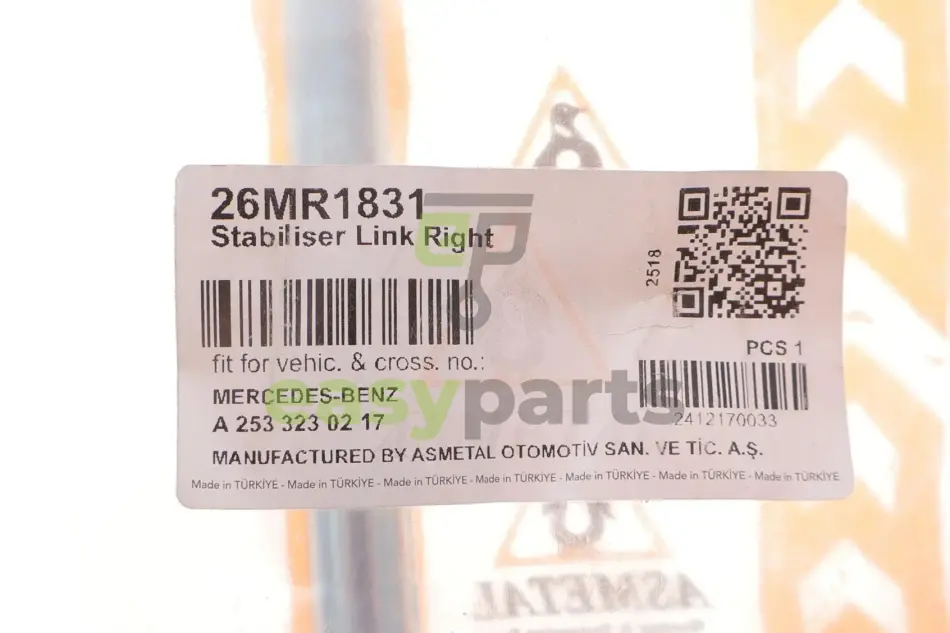 26MR1831
Stabiliser Link Right
2518
PCS 1
fit for vehic. & cross. no.:
MERCEDES-BENZ
A 253 323 02 17
2412170033
easyparts
MANUFACTURED BY ASMETAL OTOMOTİV SAN. VE TİC. A.Ş.
Made in TÜRKİYE - Made in TÜRKİYE - Made in TÜRKİYE - Made in TÜRKİYE - Made in TÜRKİYE - Made in TÜRKİYE - Made in TÜRKİYE
ASMETAL